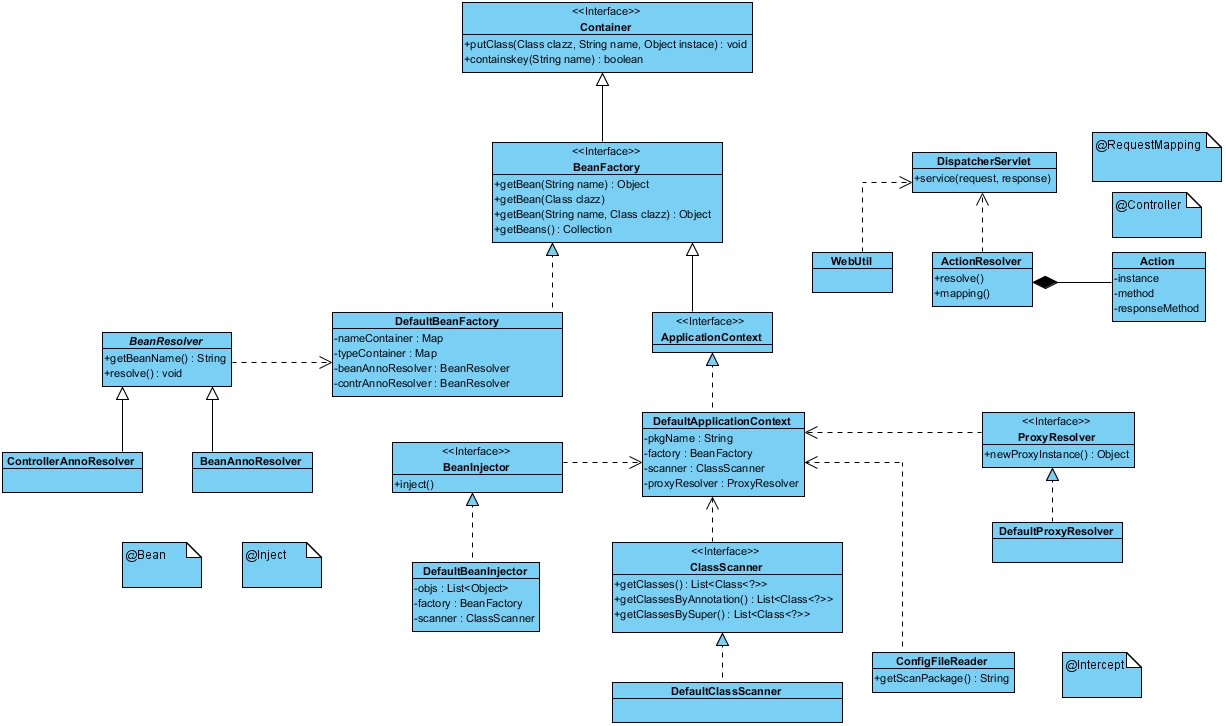 <<Interface>>
Container
+putClass(Class clazz, String name, Object instace) : void
+containskey(String name) : boolean
<<Interface>>
BeanFactory
+getBean(String name) : Object
+getBean(Class clazz)
+getBean(String name, Class clazz) : Object
+getBeans() : Collection
DispatcherServlet
+service(request, response)
@RequestMapping
@Controller
WebUtil
ActionResolver
+resolve()
+mapping()
Action
-instance
-method
-responseMethod
BeanResolver
+getBeanName() : String
+resolve() : void
DefaultBeanFactory
-nameContainer : Map
-typeContainer : Map
-beanAnnoResolver : BeanResolver
-contrAnnoResolver : BeanResolver
<<Interface>>
ApplicationContext
ControllerAnnoResolver
BeanAnnoResolver
<<Interface>>
BeanInjector
+inject()
DefaultApplicationContext
-pkgName : String
-factory : BeanFactory
-scanner : ClassScanner
-proxyResolver : ProxyResolver
<<Interface>>
ProxyResolver
+newProxyInstance() : Object
DefaultProxyResolver
@Bean
@Inject
DefaultBeanInjector
-objs : List<Object>
-factory : BeanFactory
-scanner : ClassScanner
<<Interface>>
ClassScanner
+getClasses() : List<Class<?>>
+getClassesByAnnotation() : List<Class<?>>
+getClassesBySuper() : List<Class<?>>
DefaultClassScanner
ConfigFileReader
+getScanPackage() : String
@Intercept